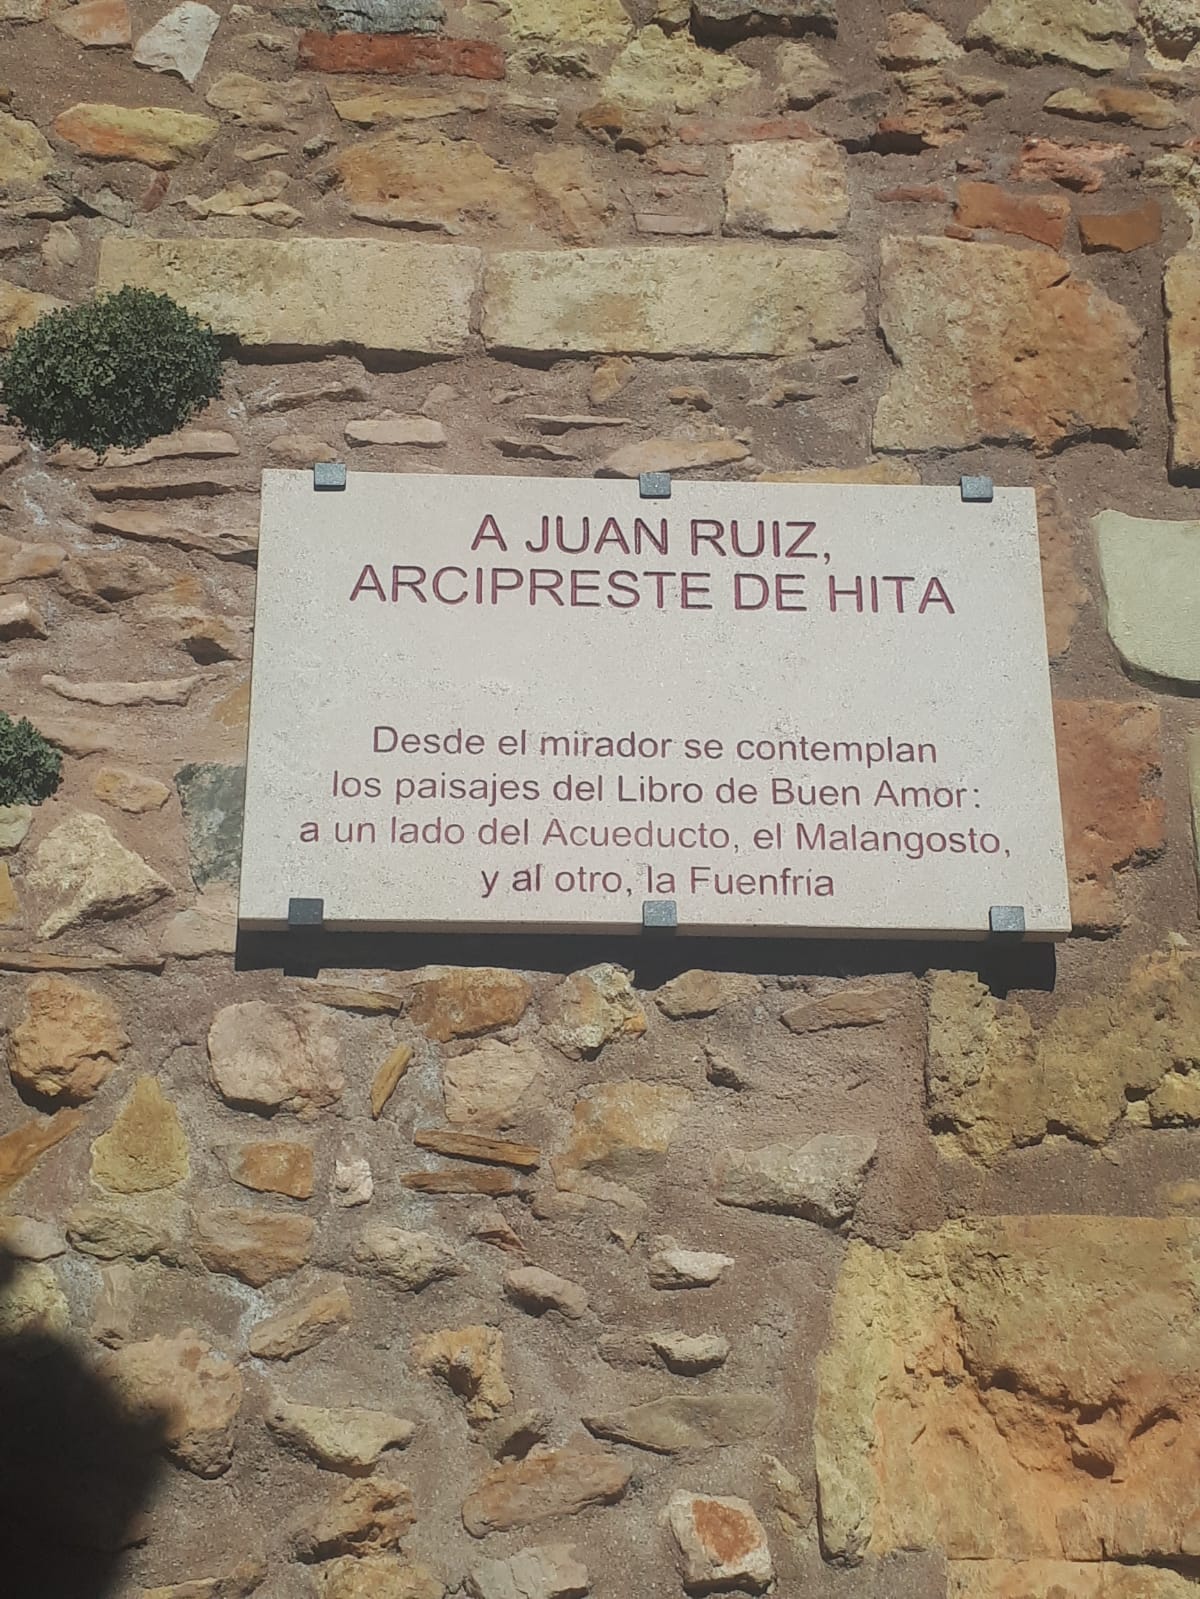 A JUAN RUIZ,
ARCIPRESTE DE HITA
Desde el mirador se contemplan
los paisajes del Libro de Buen Amor:
a un lado del Acueducto, el Malangosto,
y al otro, la Fuenfría